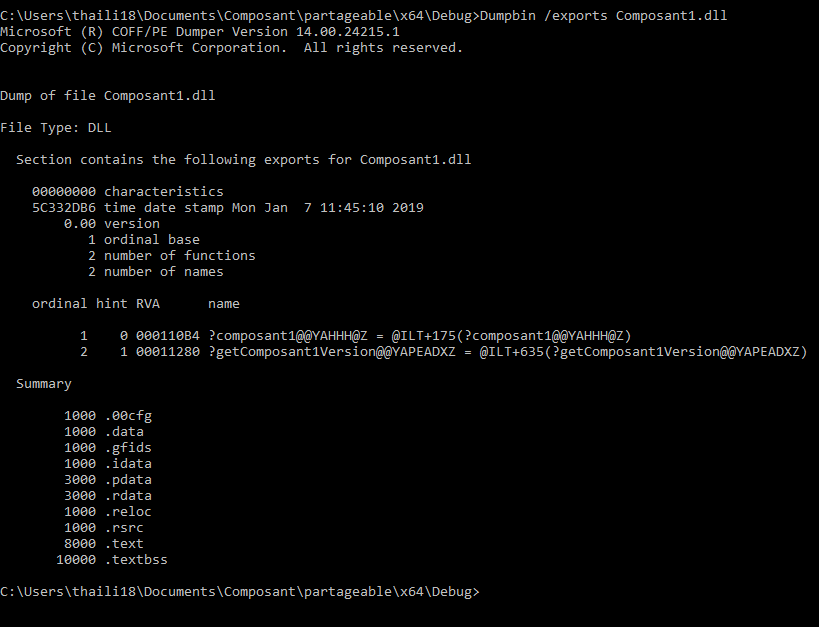 C:\Users\thaili18\Documents\Composant\partageable\x64\Debug>Dumpbin /exports Composant1.dll
Microsoft (R) COFF/PE Dumper Version 14.00.24215.1
Copyright (C) Microsoft Corporation.  All rights reserved.
Dump of file Composant1.dll
File Type: DLL
  Section contains the following exports for Composant1.dll
    00000000 characteristics
    5C332DB6 time date stamp Mon Jan  7 11:45:10 2019
        0.00 version
           1 ordinal base
           2 number of functions
           2 number of names
    ordinal hint RVA      name
          1    0 000110B4 ?composant1@@YAHHH@Z = @ILT+175(?composant1@@YAHHH@Z)
          2    1 00011280 ?getComposant1Version@@YAPEADXZ = @ILT+635(?getComposant1Version@@YAPEADXZ)
  Summary
        1000 .00cfg
        1000 .data
        1000 .gfids
        1000 .idata
        3000 .pdata
        3000 .rdata
        1000 .reloc
        1000 .rsrc
        8000 .text
       10000 .textbss
C:\Users\thaili18\Documents\Composant\partageable\x64\Debug>